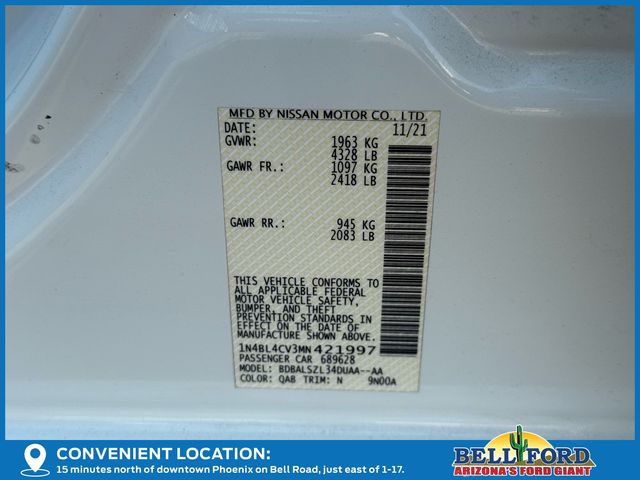 MFD BY NISSAN MOTOR CO., LTD.
DATE: 11/21
GVWR: 1963 KG
4328 LB
GAWR FR.: 1097 KG
2418 LB
GAWR RR.: 945 KG
2083 LB
THIS VEHICLE CONFORMS TO
ALL APPLICABLE FEDERAL
MOTOR VEHICLE SAFETY,
BUMPER, AND THEFT
PREVENTION STANDARDS IN
EFFECT ON THE DATE OF
MANUFACTURE SHOWN ABOVE.
1N4BL4CV3MN421997
PASSENGER CAR 689628
MODEL: BDBALSZL34DUAA--AA
COLOR: QAB TRIM: N 9N00A
CONVENIENT LOCATION:
15 minutes north of downtown Phoenix on Bell Road, just east of 1-17.
BELL FORD
ARIZONA'S FORD GIANT